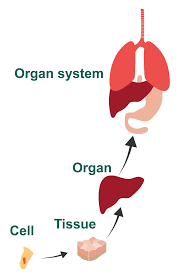 Organ system
Organ
Tissue
Cell